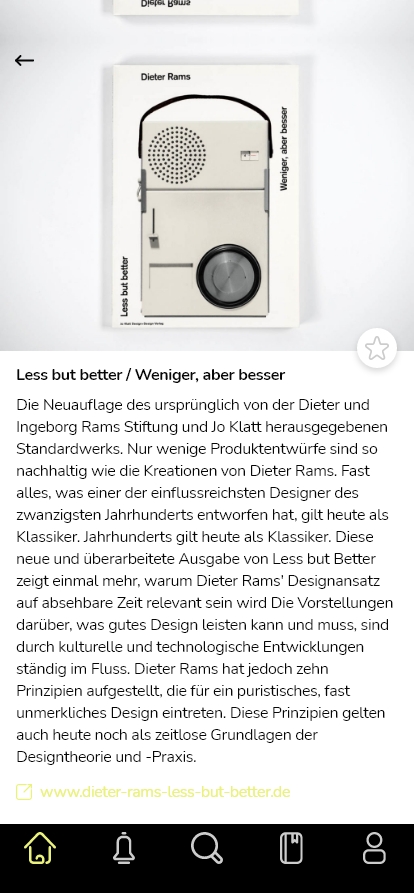 Dieter Rams
Dieter Rams
Weniger, aber besser
Less but better
Less but better / Weniger, aber besser
Die Neuauflage des ursprünglich von der Dieter und
Ingeborg Rams Stiftung und Jo Klatt herausgegebenen
Standardwerks. Nur wenige Produktentwürfe sind so
nachhaltig wie die Kreationen von Dieter Rams. Fast
alles, was einer der einflussreichsten Designer des
zwanzigsten Jahrhunderts entworfen hat, gilt heute als
Klassiker. Jahrhunderts gilt heute als Klassiker. Diese
neue und überarbeitete Ausgabe von Less but Better
zeigt einmal mehr, warum Dieter Rams' Designansatz
auf absehbare Zeit relevant sein wird Die Vorstellungen
darüber, was gutes Design leisten kann und muss, sind
durch kulturelle und technologische Entwicklungen
ständig im Fluss. Dieter Rams hat jedoch zehn
Prinzipien aufgestellt, die für ein puristisches, fast
unmerkliches Design eintreten. Diese Prinzipien gelten
auch heute noch als zeitlose Grundlagen der
Designtheorie und -Praxis.
www.dieter-rams-less-but-better.de